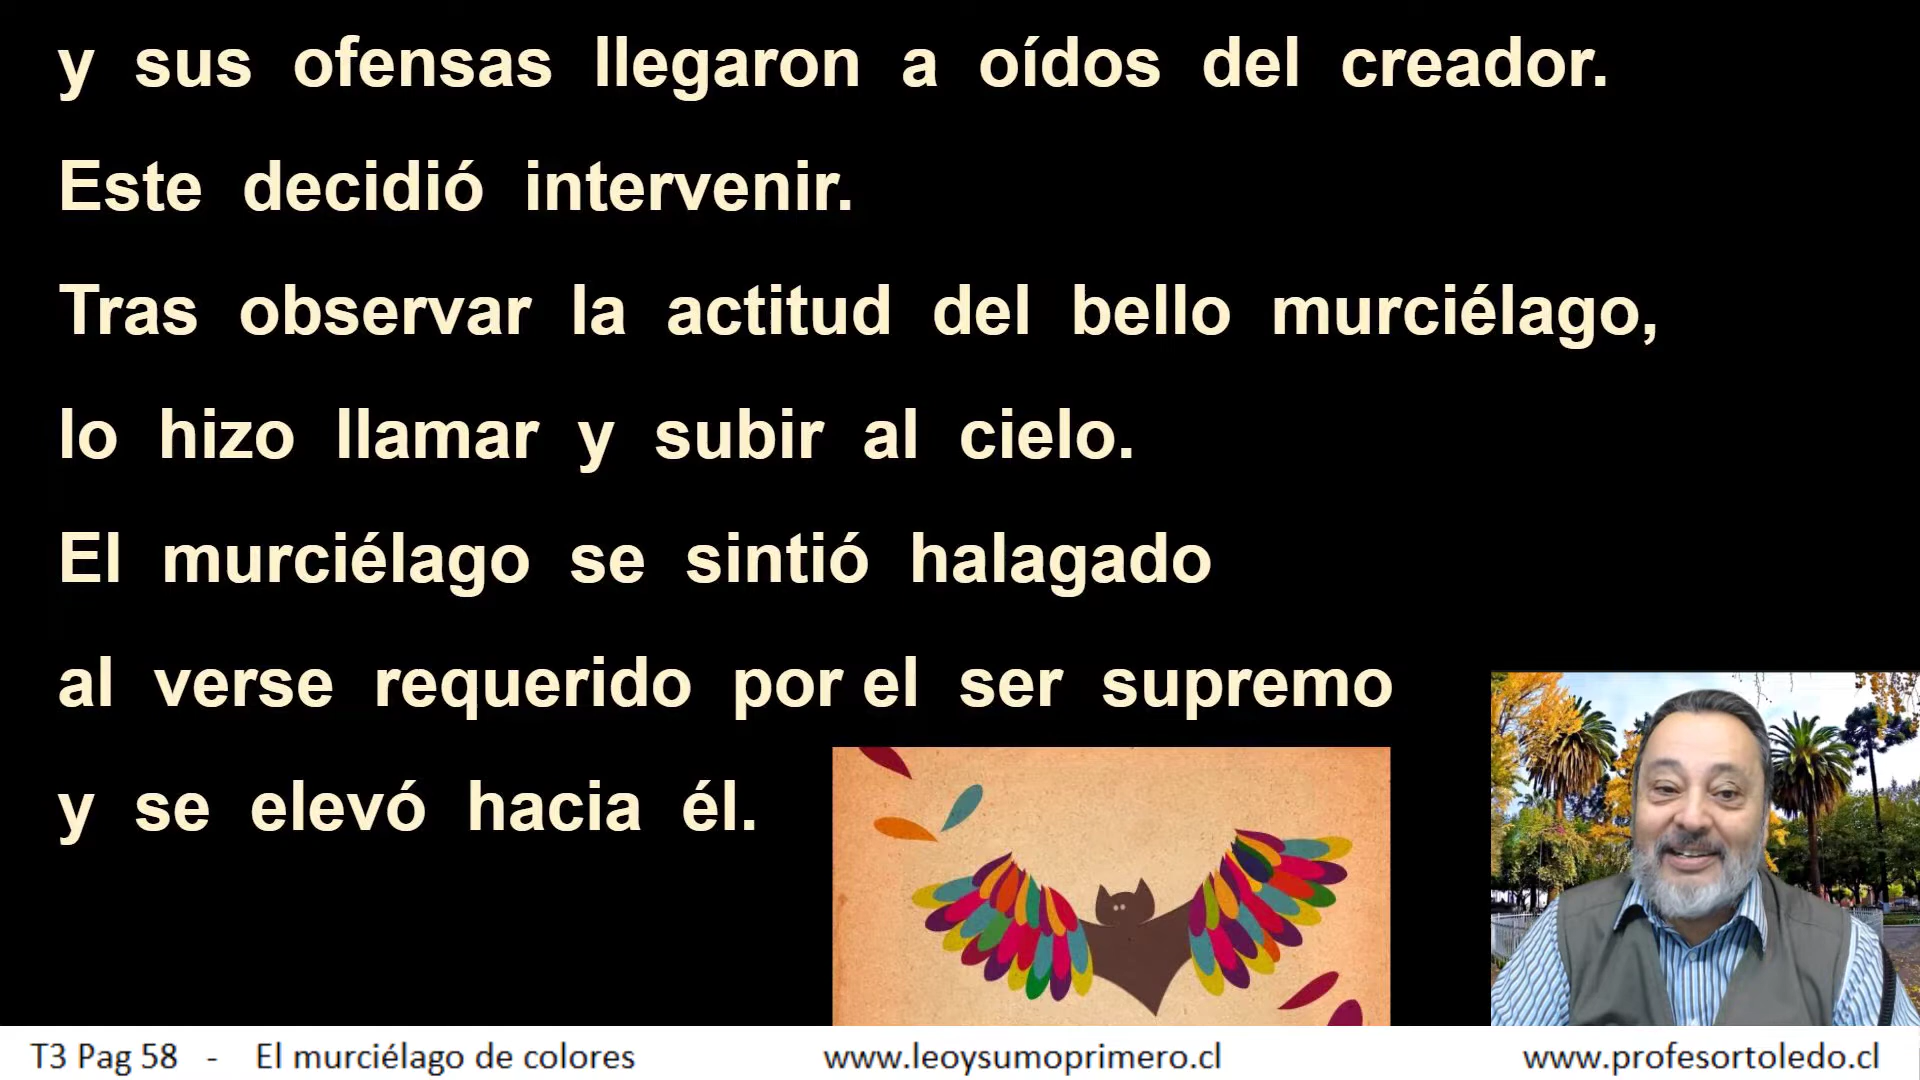 y sus ofensas llegaron a oídos del creador.
Este decidió intervenir.
Tras observar la actitud del bello murciélago,
lo hizo llamar y subir al cielo.
El murciélago se sintió halagado
al verse requerido por el ser supremo
y se elevó hacia él.
T3 Pag 58 - El murciélago de colores www.leoysumoprimero.cl www.profesortoledo.cl